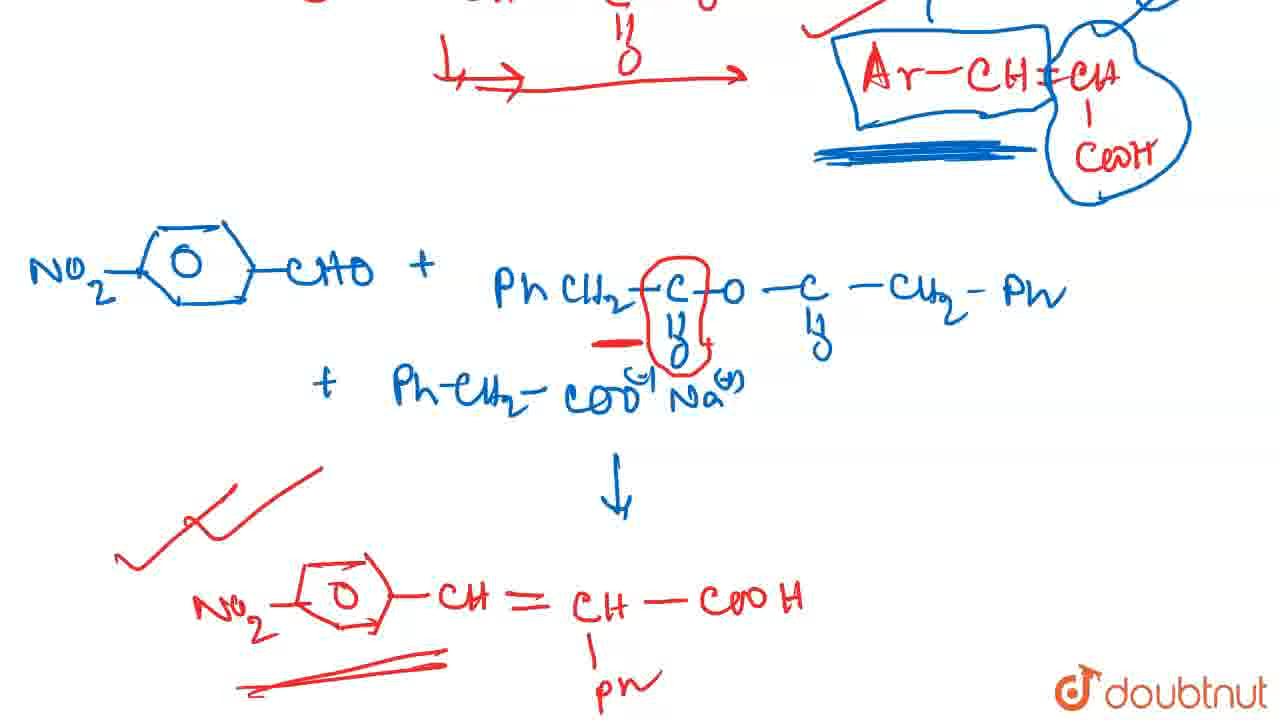 O
Ar-CH=CH
COOH
NO2-O-CHO +
PhCH2-C-O-C-CH2-Ph
O O
+ Ph-CH2-COO(-)Na(+)
NO2-O-CH=CH-COOH
Ph
doubtnut